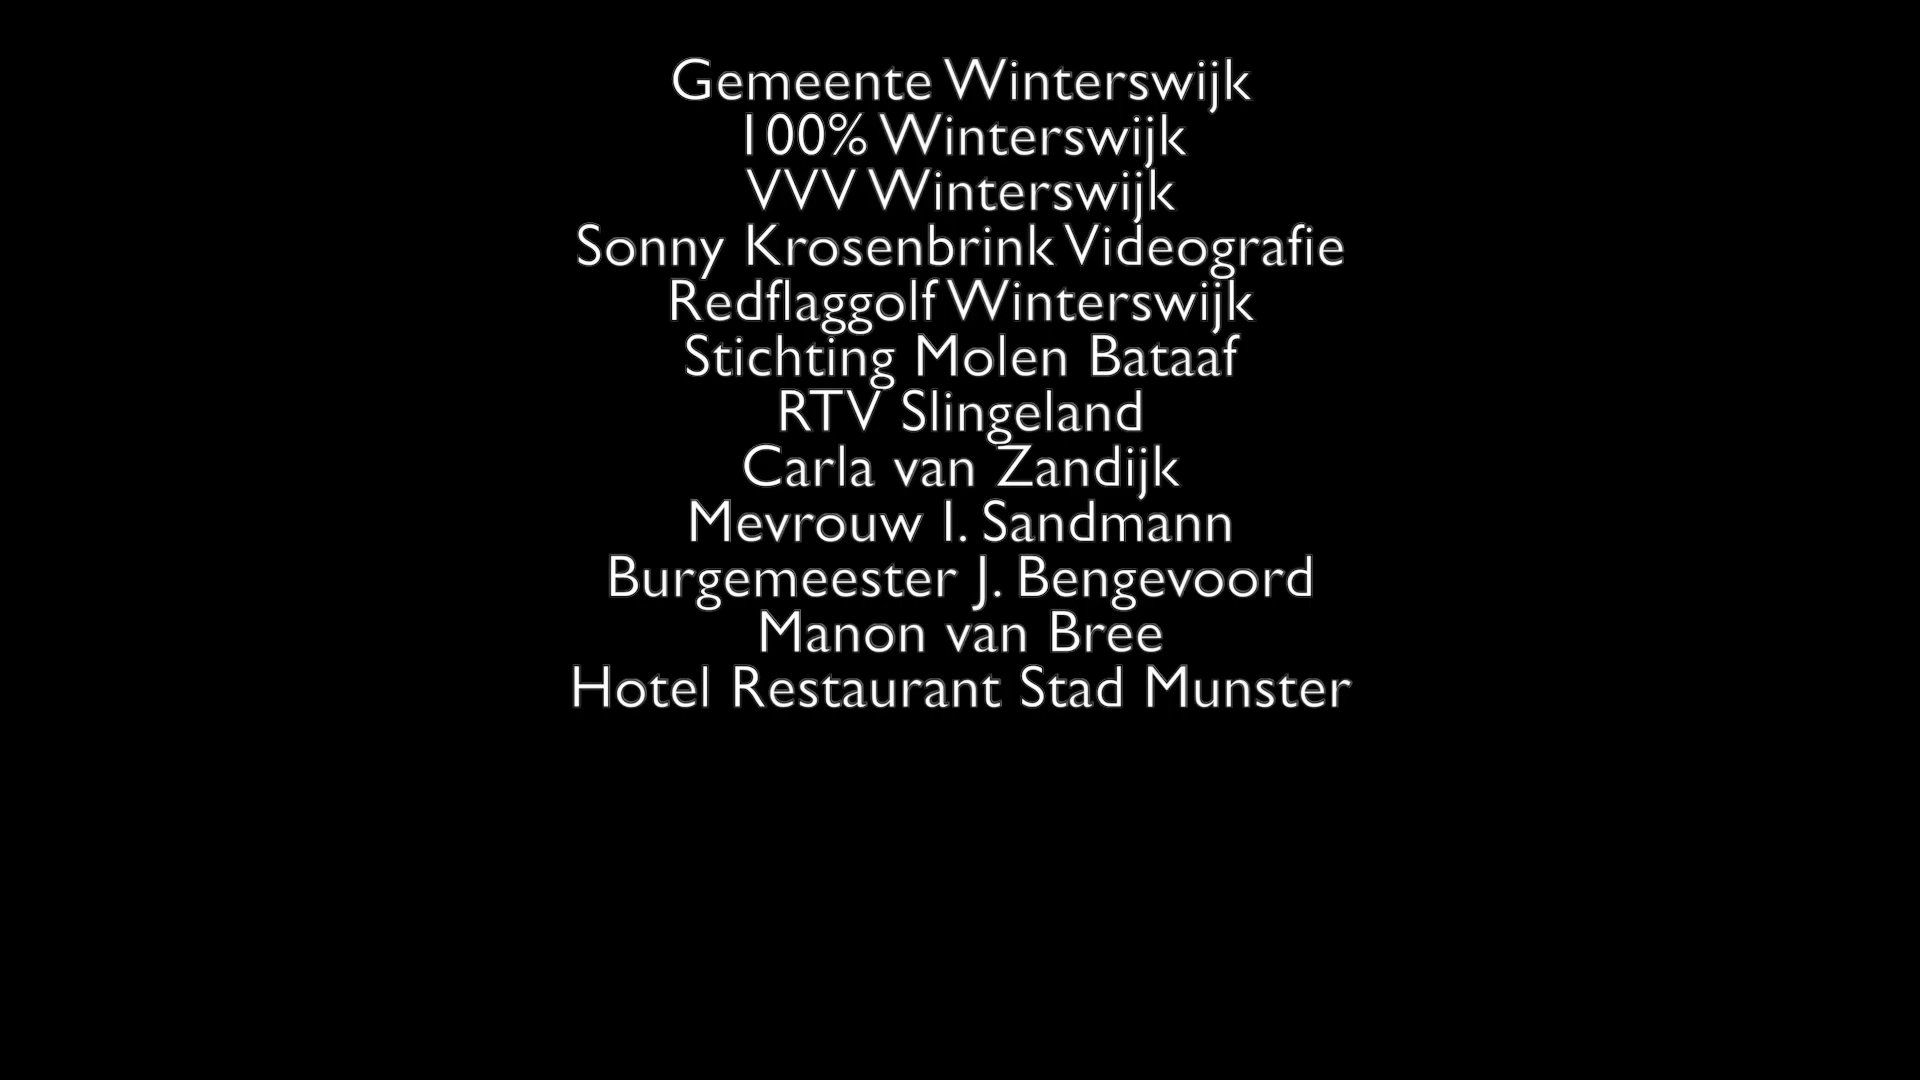 Gemeente Winterswijk
100% Winterswijk
VVV Winterswijk
Sonny Krosenbrink Videografie
Redflaggolf Winterswijk
Stichting Molen Bataaf
RTV Slingeland
Carla van Zandijk
Mevrouw I. Sandmann
Burgemeester J. Bengevoord
Manon van Bree
Hotel Restaurant Stad Munster